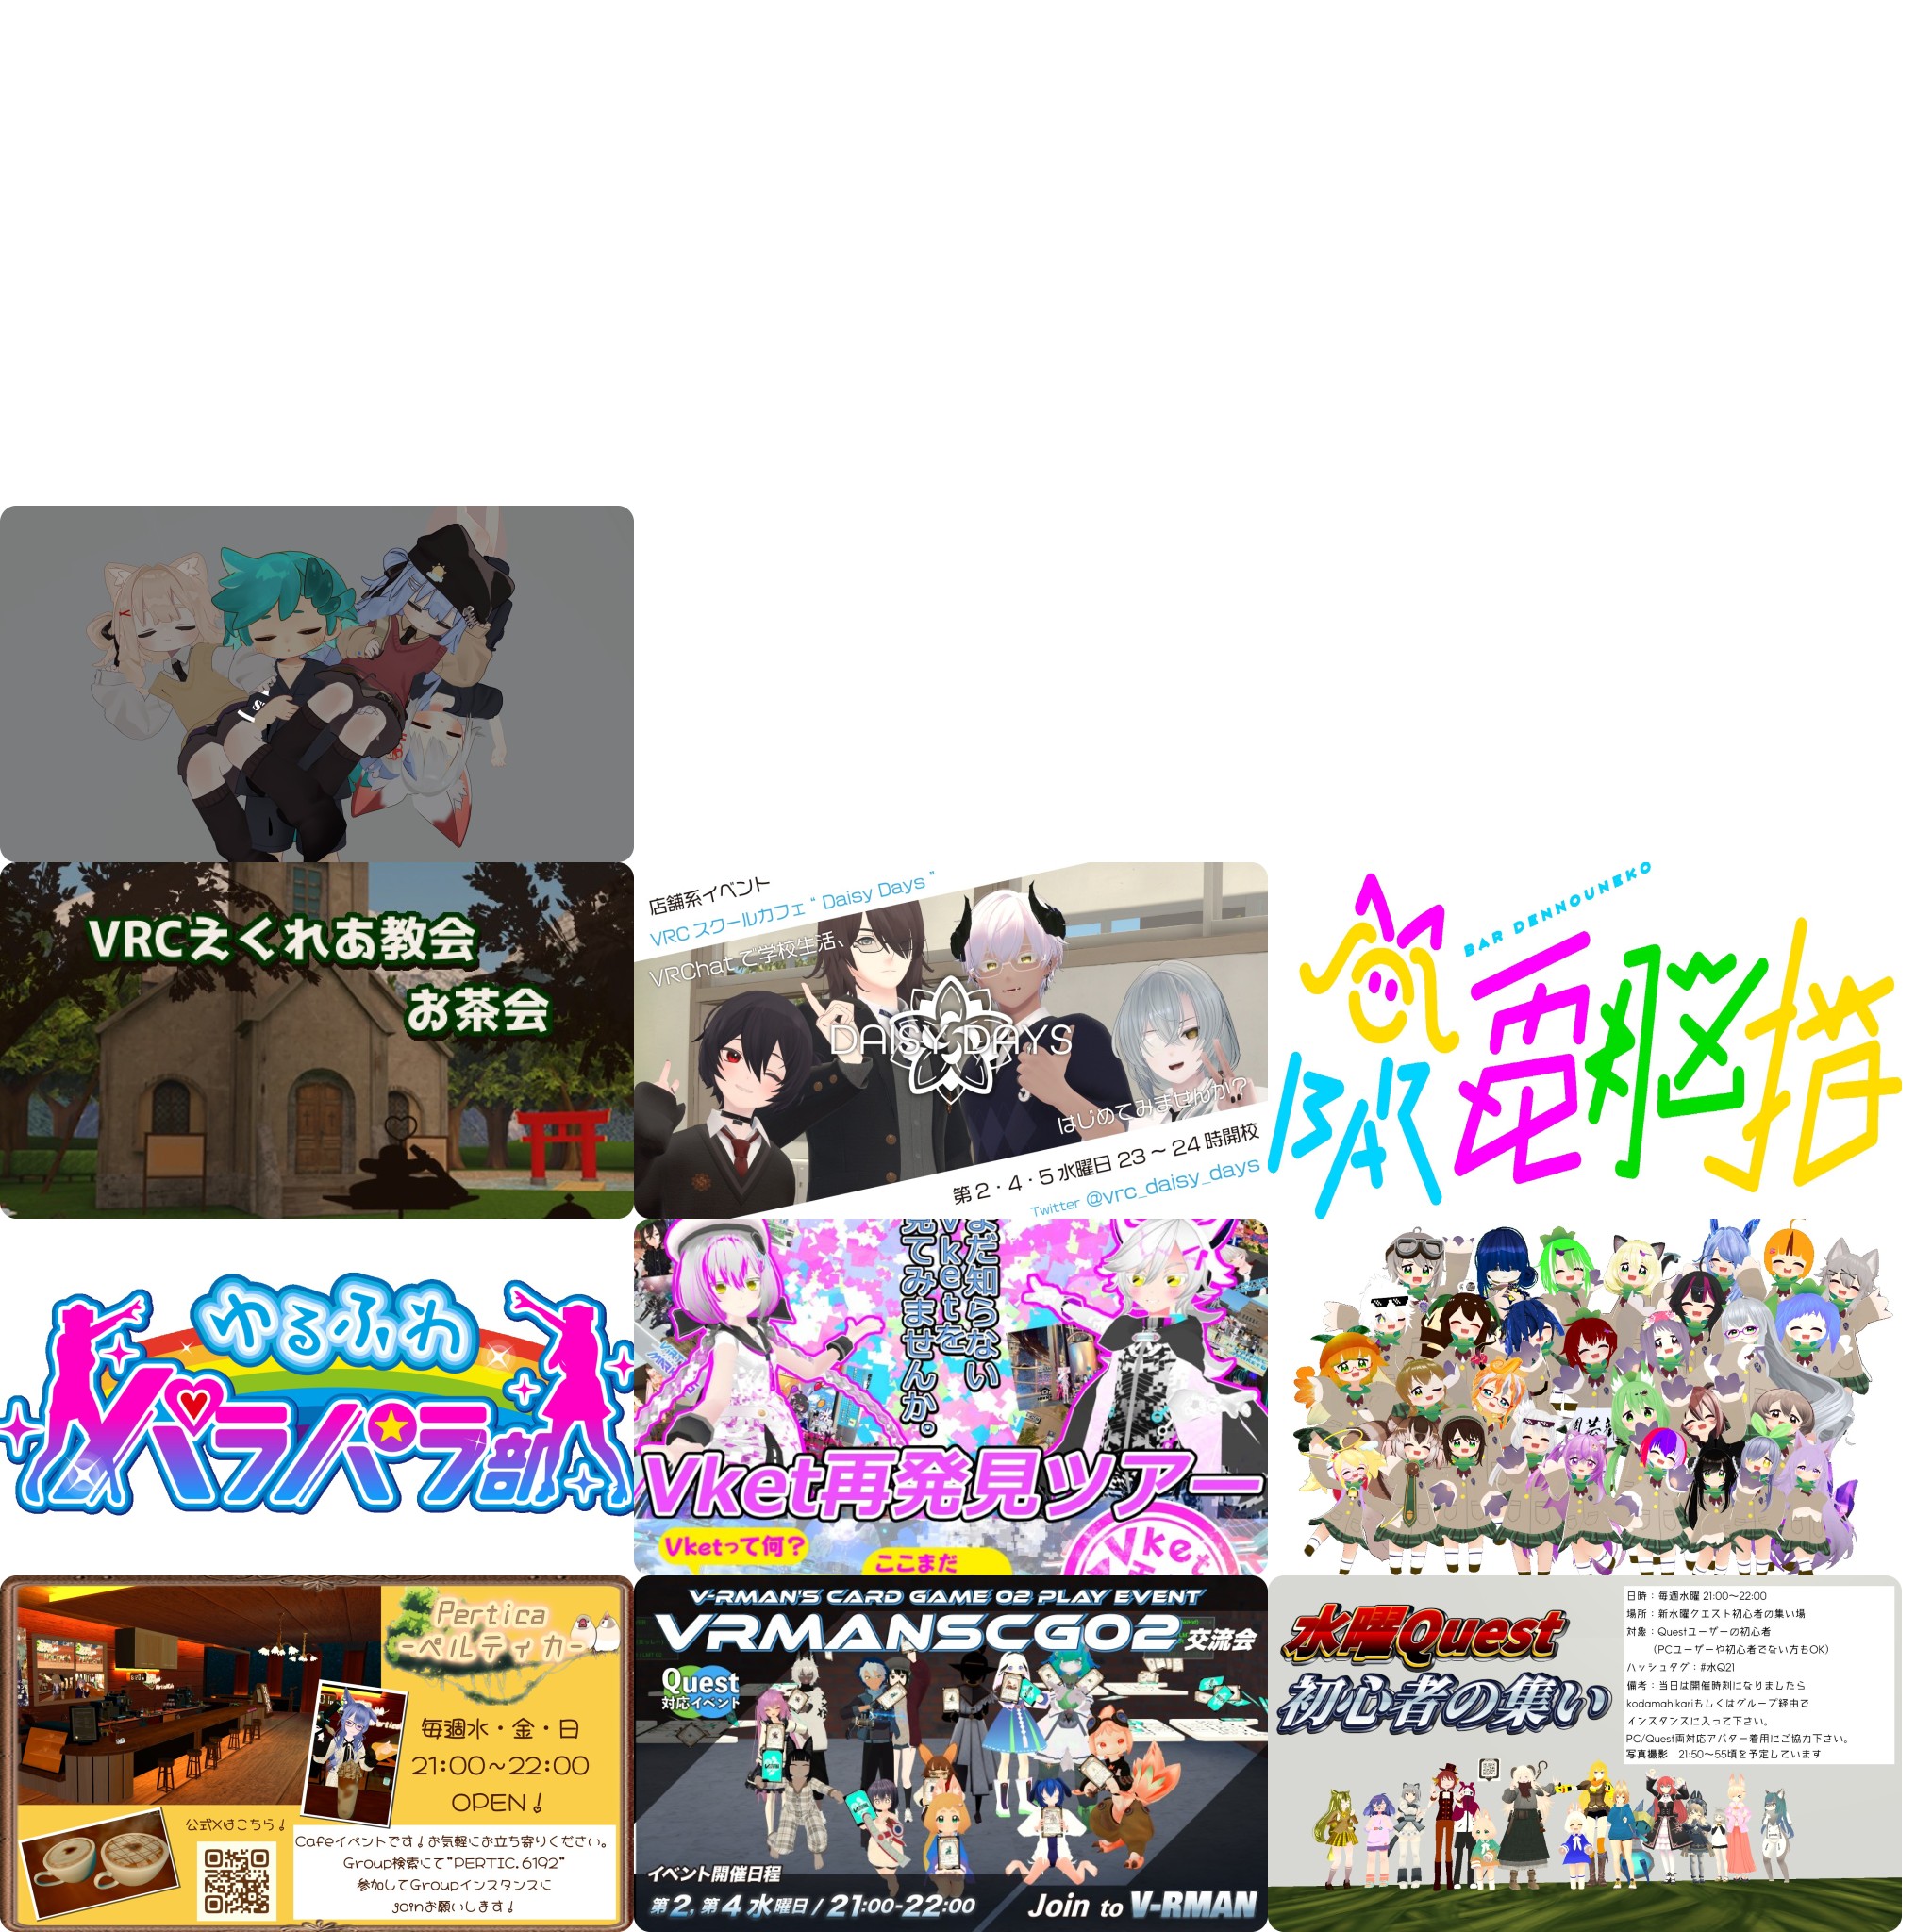 VRCえくれあ教会
お茶会
店舗系イベント
VRC スクールカフェ “ Daisy Days ”
VRChat で学校生活、
DAISY DAYS
はじめてみませんか?
第 2・4・5 水曜日 23 ~ 24 時開校
Twitter @vrc_daisy_days
BAR DENNOUNEKO
BAR 電脳猫
ゆるふわ
パラパラ部
まだ知らない
Vketを
見てみませんか。
Vket再発見ツアー
Vketって何?
ここまだ
Vket
Pertica
-ペルティカ-
毎週水・金・日
21:00~22:00
OPEN!
公式Xはこちら!
Cafeイベントです!お気軽にお立ち寄りください。
Group検索にて"PERTIC.6192"
参加してGroupインスタンスに
joinお願いします!
V-RMAN'S CARD GAME 02 PLAY EVENT
VRMANSCG02 交流会
Quest
対応イベント
イベント開催日程
第2, 第4 水曜日 / 21:00-22:00
Join to V-RMAN
水曜Quest
初心者の集い
日時:毎週水曜 21:00~22:00
場所:新水曜クエスト初心者の集い場
対象:Questユーザーの初心者
(PCユーザーや初心者でない方もOK)
ハッシュタグ:#水Q21
備考:当日は開催時刻になりましたら
kodamahikariもしくはグループ経由で
インスタンスに入って下さい。
PC/Quest両対応アバター着用にご協力下さい。
写真撮影 21:50~55頃を予定しています